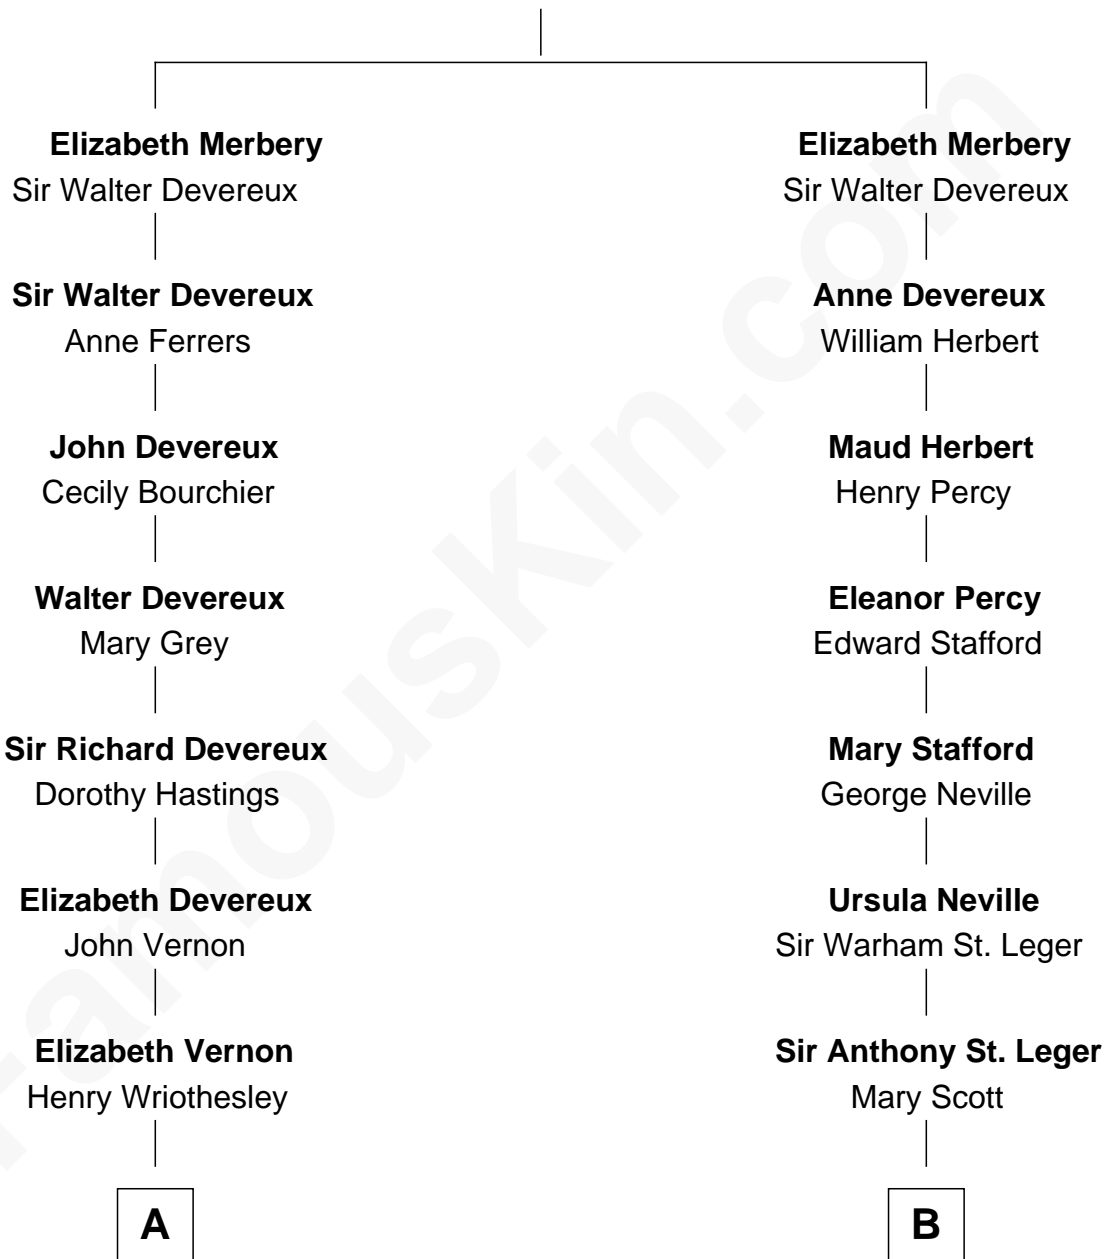 Elizabeth Merbery
Sir Walter Devereux
Sir Walter Devereux
Anne Ferrers
John Devereux
Cecily Bourchier
Walter Devereux
Mary Grey
Sir Richard Devereux
Dorothy Hastings
Elizabeth Devereux
John Vernon
Elizabeth Vernon
Henry Wriothesley
A
Elizabeth Merbery
Sir Walter Devereux
Anne Devereux
William Herbert
Maud Herbert
Henry Percy
Eleanor Percy
Edward Stafford
Mary Stafford
George Neville
Ursula Neville
Sir Warham St. Leger
Sir Anthony St. Leger
Mary Scott
B
FamousKin.com